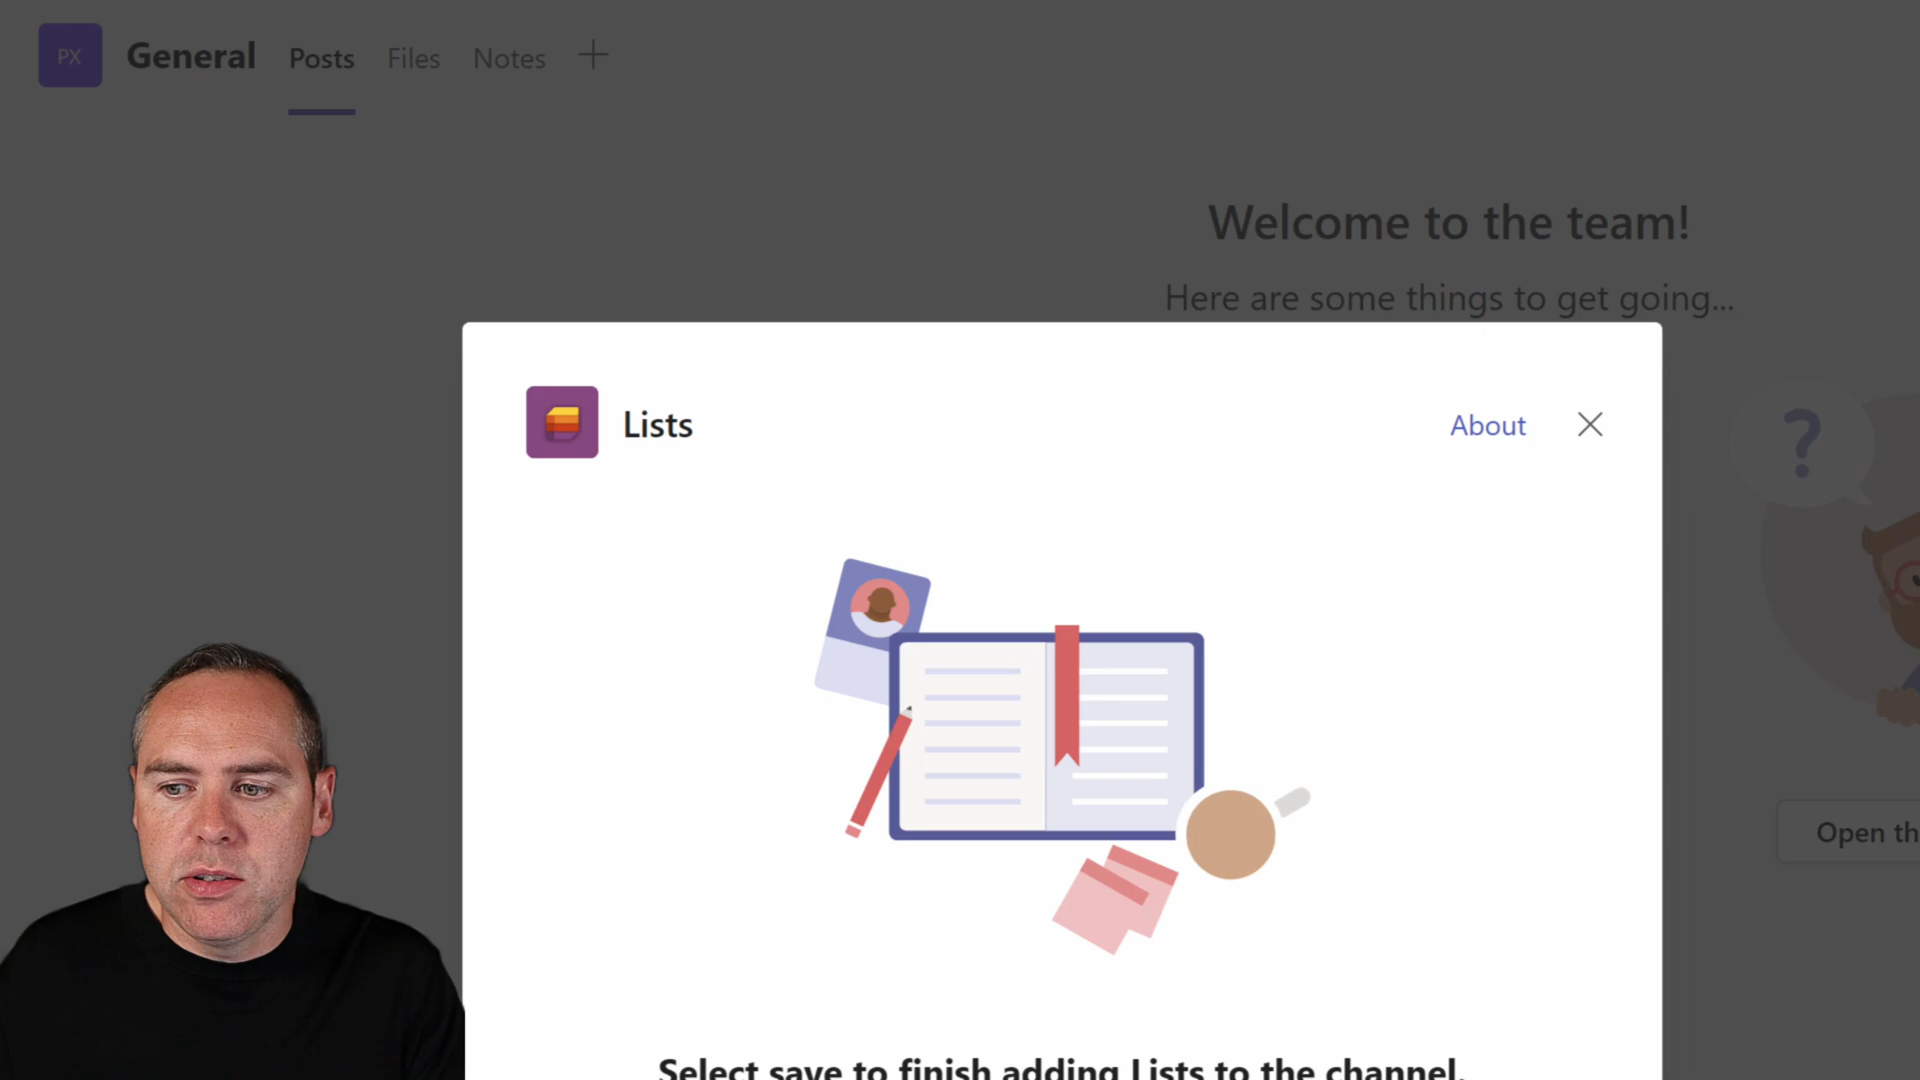 PX General Posts Files Notes
Welcome to the team!
Here are some things to get going...
Lists About
?
Open th
Select save to finish adding Lists to the channel.